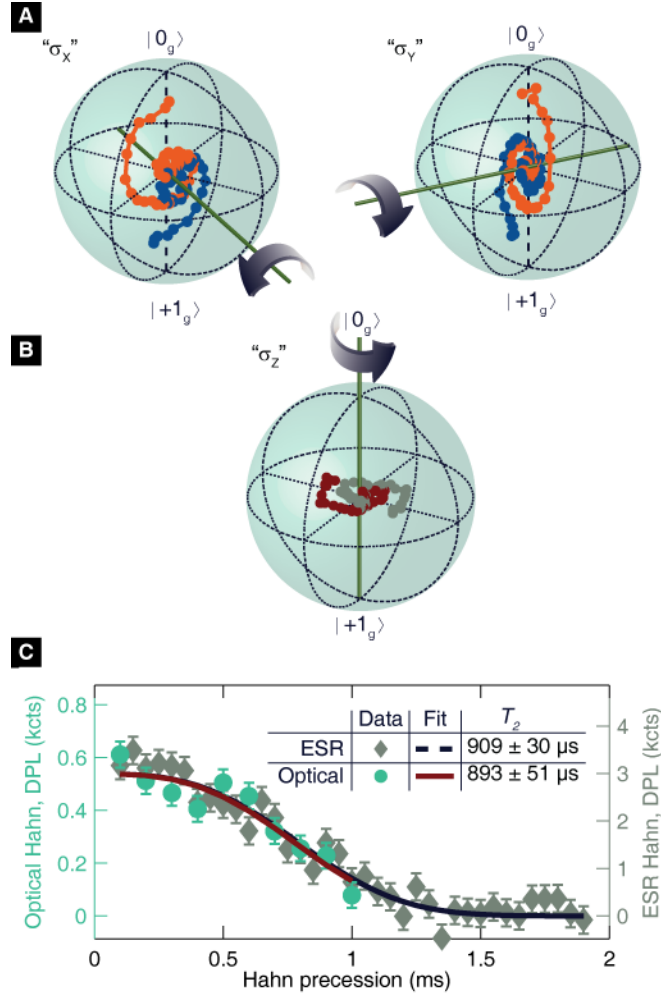 A
“σX” |0g⟩ “σY” |0g⟩
|+1g⟩ |+1g⟩
B
“σZ” |0g⟩
|+1g⟩
C
Optical Hahn, DPL (kcts)
0.8
0.6
0.4
0.2
0
Data Fit T2
ESR 909 ± 30 µs
Optical 893 ± 51 µs
4
3
2
1
0
ESR Hahn, DPL (kcts)
0 0.5 1 1.5 2
Hahn precession (ms)